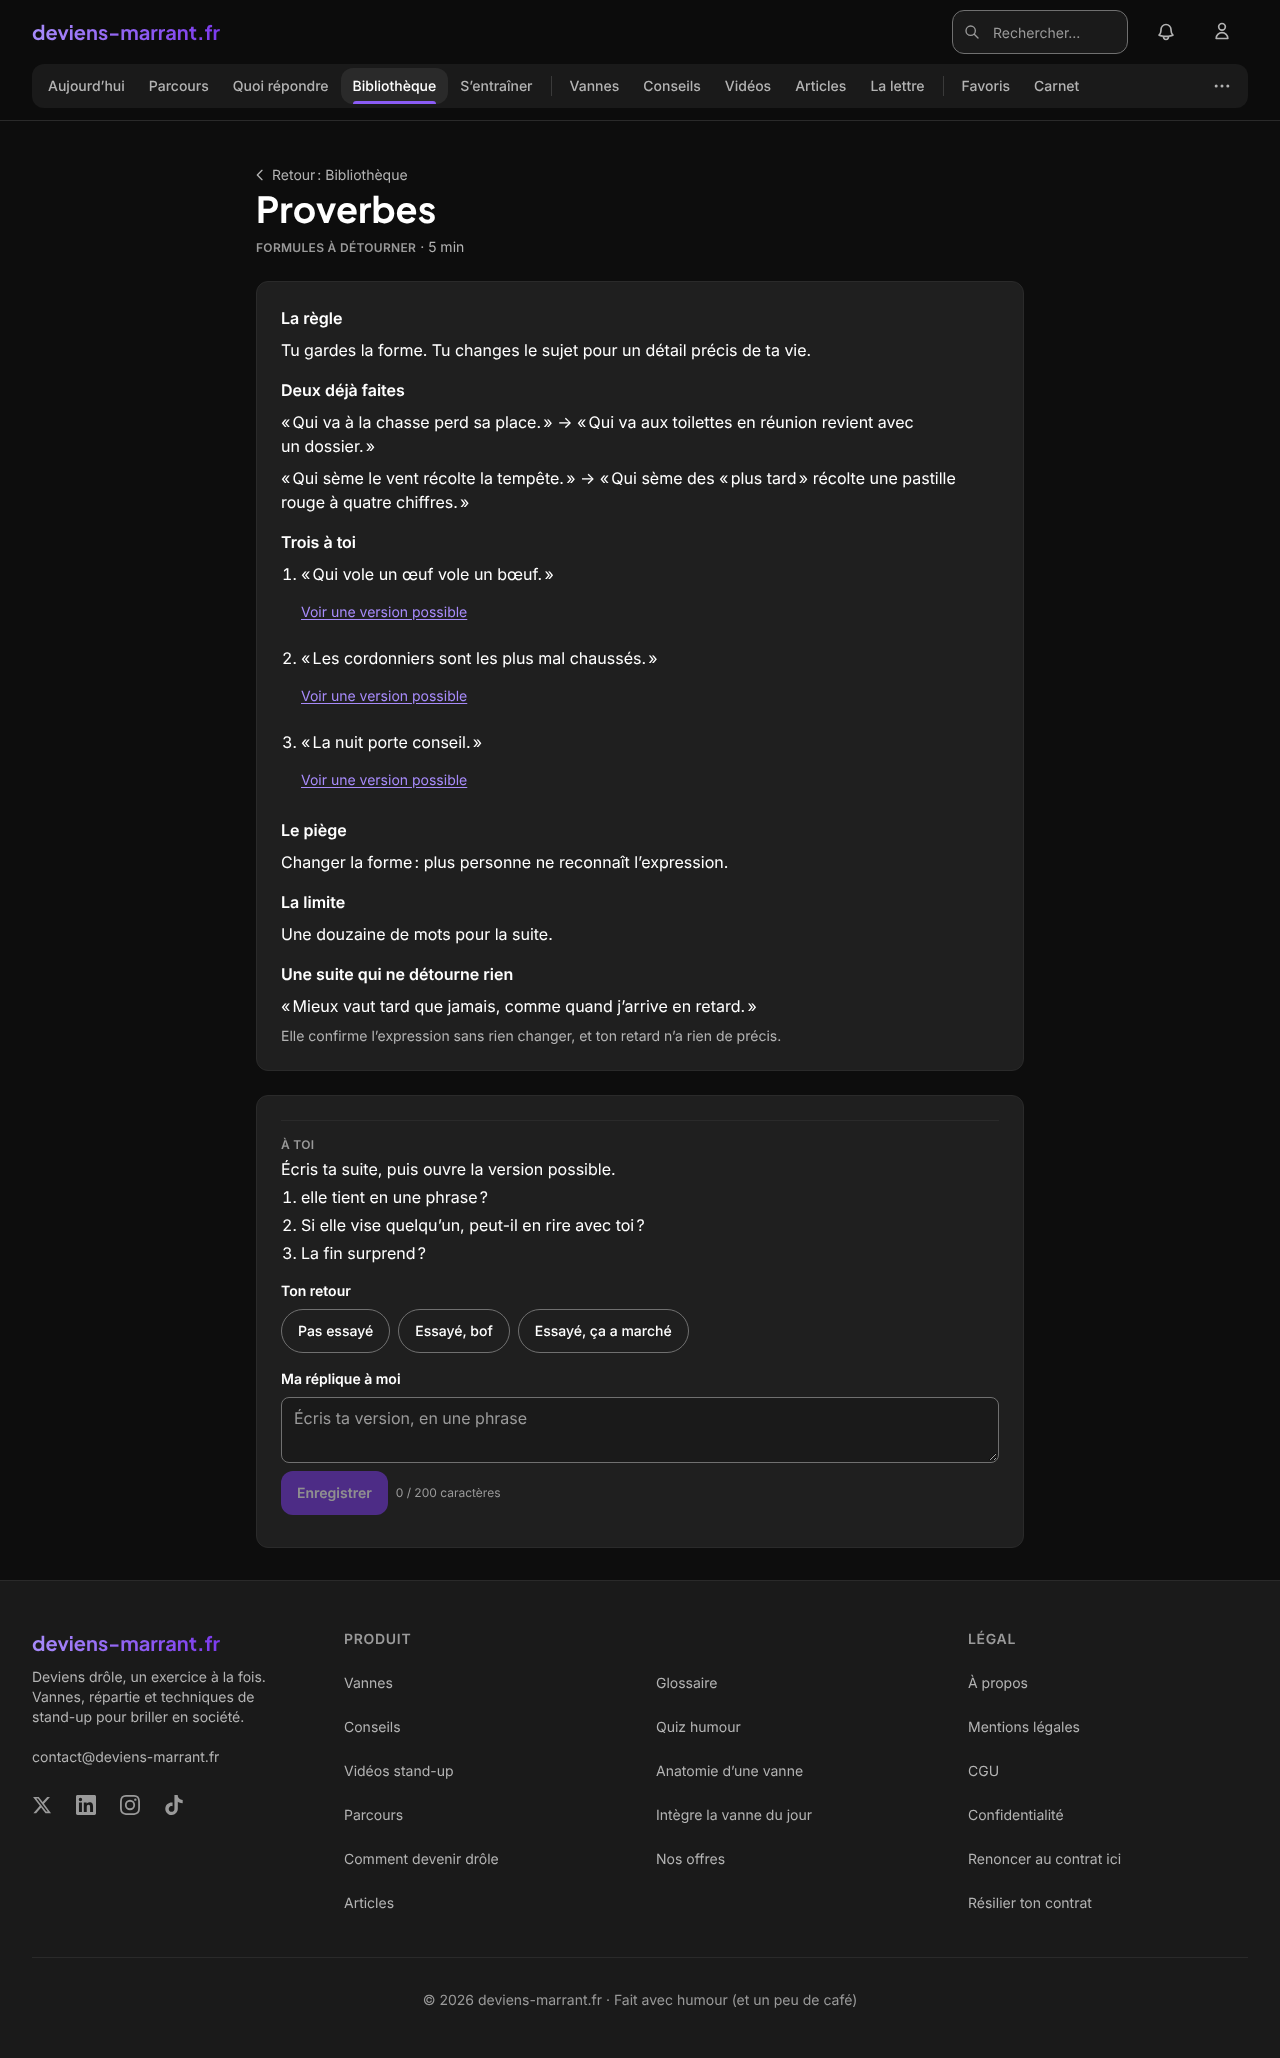 deviens-marrant.fr
Rechercher...
Aujourd’hui Parcours Quoi répondre Bibliothèque S’entraîner Vannes Conseils Vidéos Articles La lettre Favoris Carnet
Retour : Bibliothèque
Proverbes
FORMULES À DÉTOURNER · 5 min
La règle
Tu gardes la forme. Tu changes le sujet pour un détail précis de ta vie.
Deux déjà faites
« Qui va à la chasse perd sa place. » → « Qui va aux toilettes en réunion revient avec
un dossier. »
« Qui sème le vent récolte la tempête. » → « Qui sème des « plus tard » récolte une pastille
rouge à quatre chiffres. »
Trois à toi
1. « Qui vole un œuf vole un bœuf. »
Voir une version possible
2. « Les cordonniers sont les plus mal chaussés. »
Voir une version possible
3. « La nuit porte conseil. »
Voir une version possible
Le piège
Changer la forme : plus personne ne reconnaît l’expression.
La limite
Une douzaine de mots pour la suite.
Une suite qui ne détourne rien
« Mieux vaut tard que jamais, comme quand j’arrive en retard. »
Elle confirme l’expression sans rien changer, et ton retard n’a rien de précis.
À TOI
Écris ta suite, puis ouvre la version possible.
1. elle tient en une phrase ?
2. Si elle vise quelqu’un, peut-il en rire avec toi ?
3. La fin surprend ?
Ton retour
Pas essayé Essayé, bof Essayé, ça a marché
Ma réplique à moi
Écris ta version, en une phrase
Enregistrer 0 / 200 caractères
deviens-marrant.fr
Deviens drôle, un exercice à la fois.
Vannes, répartie et techniques de
stand-up pour briller en société.
contact@deviens-marrant.fr
PRODUIT
Vannes
Conseils
Vidéos stand-up
Parcours
Comment devenir drôle
Articles
Glossaire
Quiz humour
Anatomie d’une vanne
Intègre la vanne du jour
Nos offres
LÉGAL
À propos
Mentions légales
CGU
Confidentialité
Renoncer au contrat ici
Résilier ton contrat
© 2026 deviens-marrant.fr · Fait avec humour (et un peu de café)